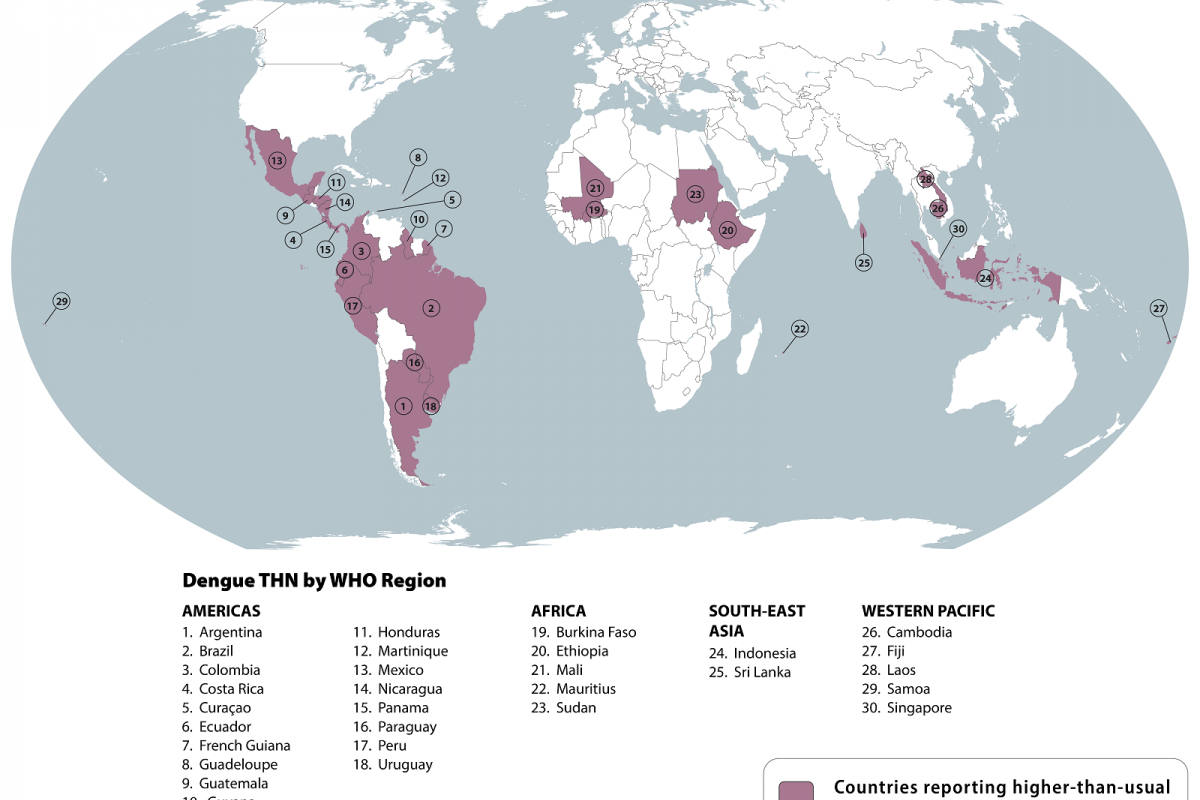 8
12
13
11
5
9
14
10
7
4
15
3
6
17
2
16
1
18
29
21
19
23
20
22
25
28
26
30
24
27
Dengue THN by WHO Region
AMERICAS
1. Argentina
2. Brazil
3. Colombia
4. Costa Rica
5. Curaçao
6. Ecuador
7. French Guiana
8. Guadeloupe
9. Guatemala
10. Guyana
11. Honduras
12. Martinique
13. Mexico
14. Nicaragua
15. Panama
16. Paraguay
17. Peru
18. Uruguay
AFRICA
19. Burkina Faso
20. Ethiopia
21. Mali
22. Mauritius
23. Sudan
SOUTH-EAST
ASIA
24. Indonesia
25. Sri Lanka
WESTERN PACIFIC
26. Cambodia
27. Fiji
28. Laos
29. Samoa
30. Singapore
Countries reporting higher-than-usual